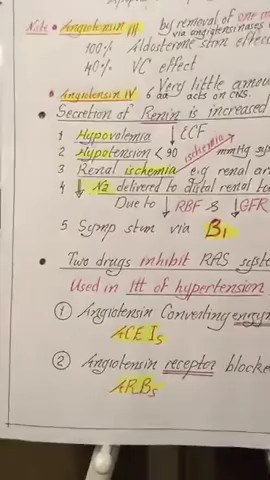 Note • Angiotensin III by removal of one
via angiotensinases
100% Aldosterone stim effe
40% VC effect
• Angiotensin IV Very little amou
6 aa acts on CNS.
• Secretion of Renin is increased
1 Hypovolemia ↓ ECF
2 Hypotension < 90 mmHg sys
ischemia
3 Renal ischemia e.g renal ar
4 ↓ Na delivered to distal renal t
Due to ↓ RBF & ↓ GFR
5 Symp stim via B1
• Two drugs inhibit RAS syste
Used in ttt of hypertension
① Angiotensin Converting enzy
ACEIs
② Angiotensin receptor blocke
ARBs